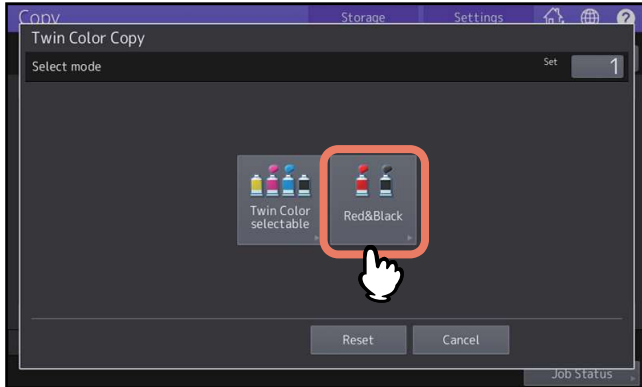 Copy Storage Settings ?
Twin Color Copy
Select mode Set 1
Twin Color
selectable
Red&Black
Reset Cancel
Job Status